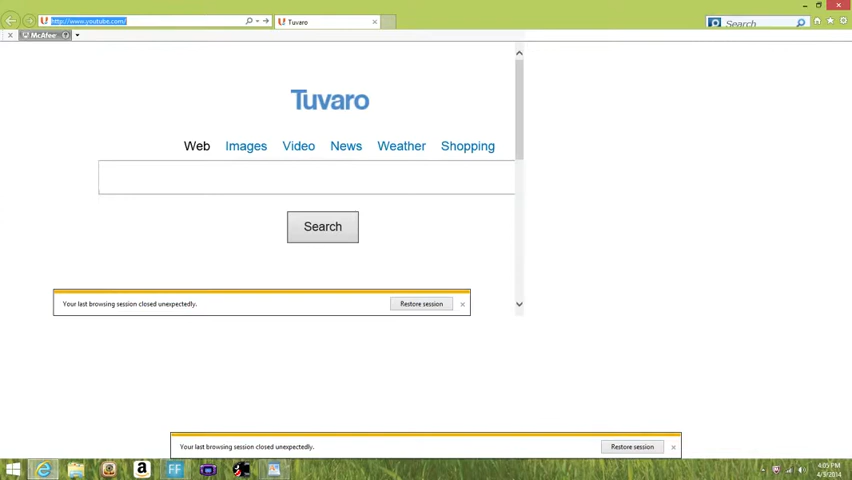 http://www.youtube.com/
Tuvaro
Search
McAfee
Tuvaro
Web Images Video News Weather Shopping
Search
Your last browsing session closed unexpectedly. Restore session
Your last browsing session closed unexpectedly. Restore session
FF
4:05 PM
4/3/2014